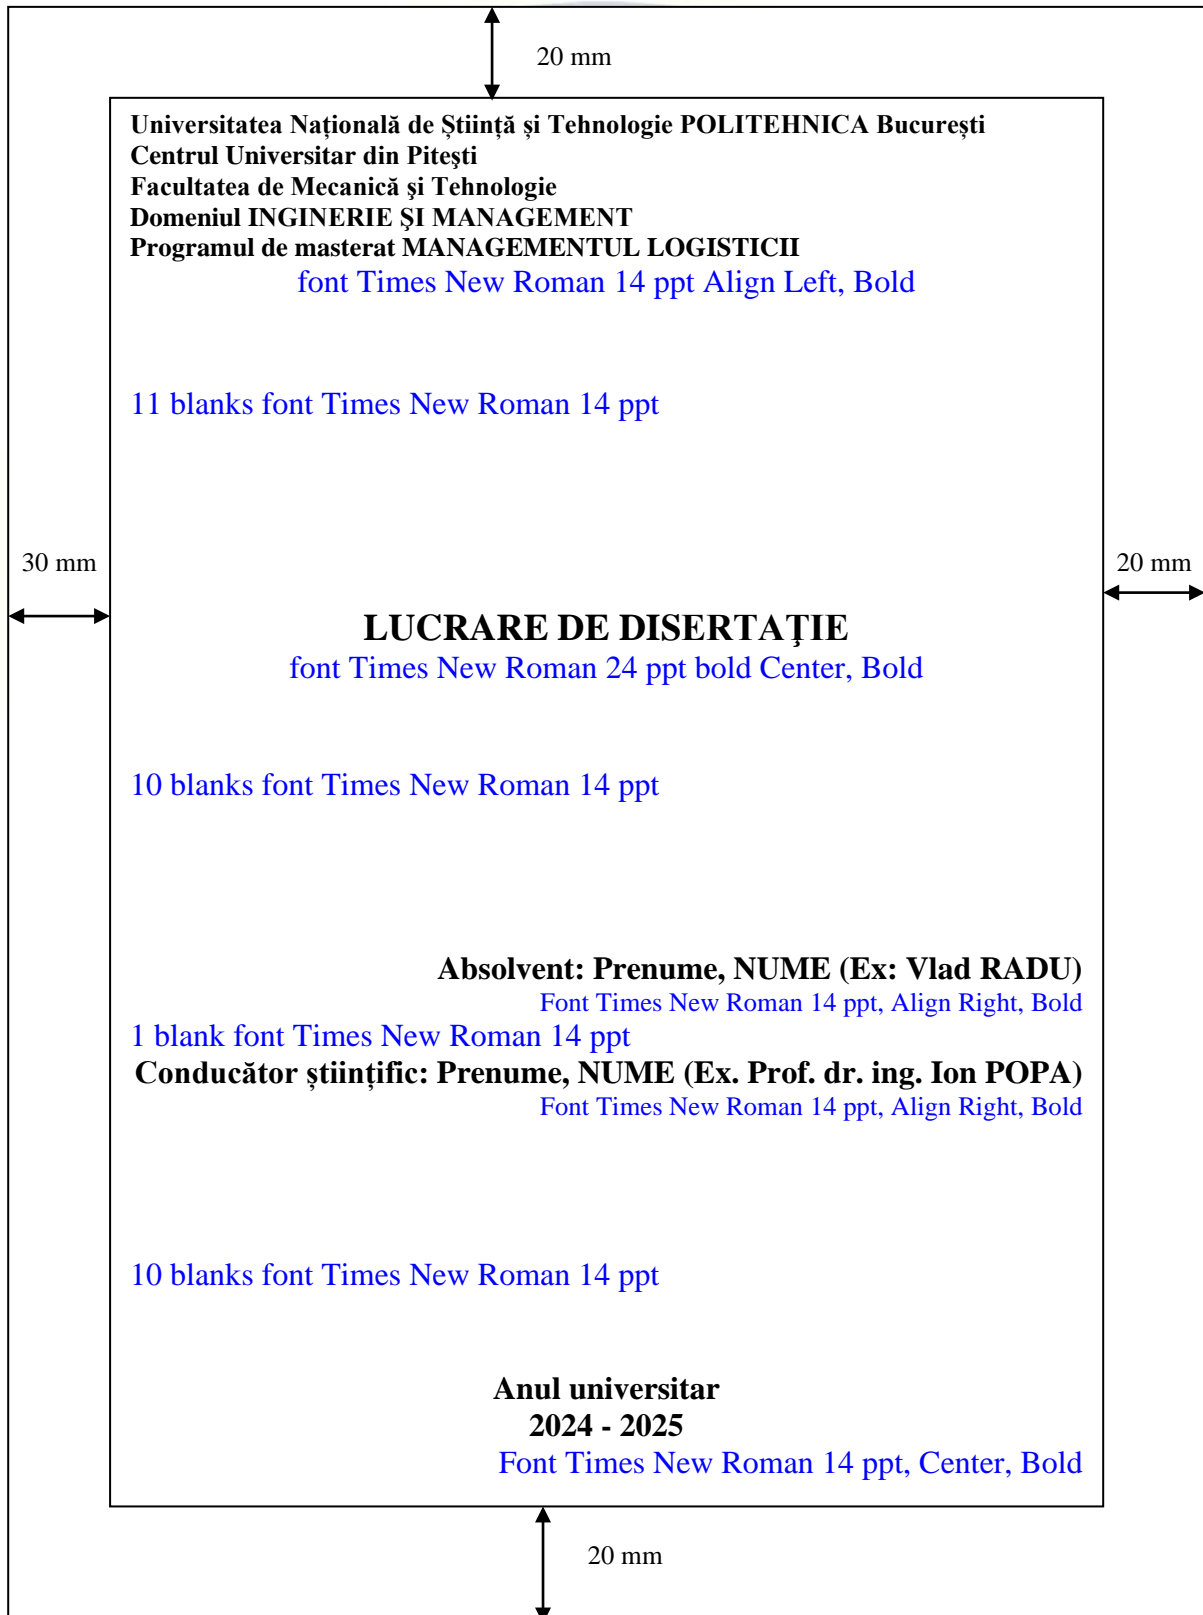 20 mm
Universitatea Națională de Știință și Tehnologie POLITEHNICA București
Centrul Universitar din Piteşti
Facultatea de Mecanică şi Tehnologie
Domeniul INGINERIE ŞI MANAGEMENT
Programul de masterat MANAGEMENTUL LOGISTICII
font Times New Roman 14 ppt Align Left, Bold
11 blanks font Times New Roman 14 ppt
30 mm
20 mm
LUCRARE DE DISERTAŢIE
font Times New Roman 24 ppt bold Center, Bold
10 blanks font Times New Roman 14 ppt
Absolvent: Prenume, NUME (Ex: Vlad RADU)
Font Times New Roman 14 ppt, Align Right, Bold
1 blank font Times New Roman 14 ppt
Conducător științific: Prenume, NUME (Ex. Prof. dr. ing. Ion POPA)
Font Times New Roman 14 ppt, Align Right, Bold
10 blanks font Times New Roman 14 ppt
Anul universitar
2024 - 2025
Font Times New Roman 14 ppt, Center, Bold
20 mm